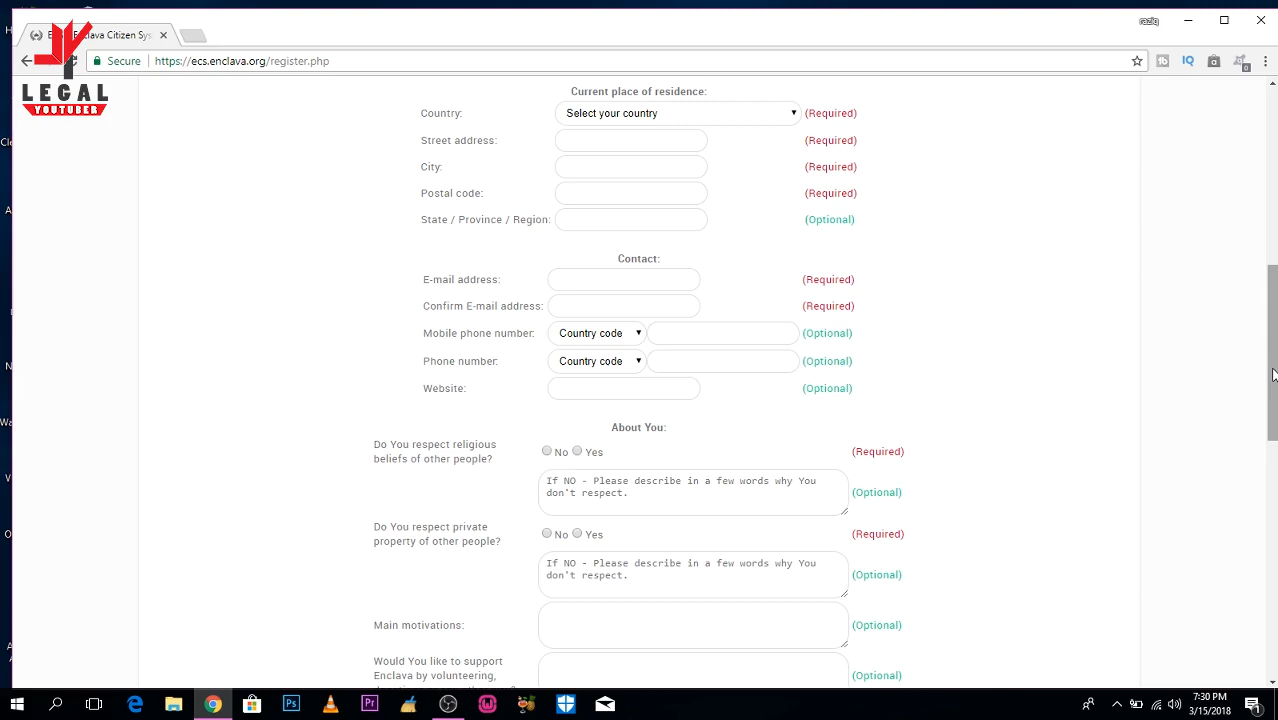 raziq
Enclava Citizen Sys
Secure https://ecs.enclava.org/register.php
LEGAL
YOUTUBER
Current place of residence:
Country: Select your country (Required)
Street address: (Required)
City: (Required)
Postal code: (Required)
State / Province / Region: (Optional)
Contact:
E-mail address: (Required)
Confirm E-mail address: (Required)
Mobile phone number: Country code (Optional)
Phone number: Country code (Optional)
Website: (Optional)
About You:
Do You respect religious
beliefs of other people? No Yes (Required)
If NO - Please describe in a few words why You
don't respect. (Optional)
Do You respect private
property of other people? No Yes (Required)
If NO - Please describe in a few words why You
don't respect. (Optional)
Main motivations: (Optional)
Would You like to support
Enclava by volunteering, (Optional)
7:30 PM
3/15/2018